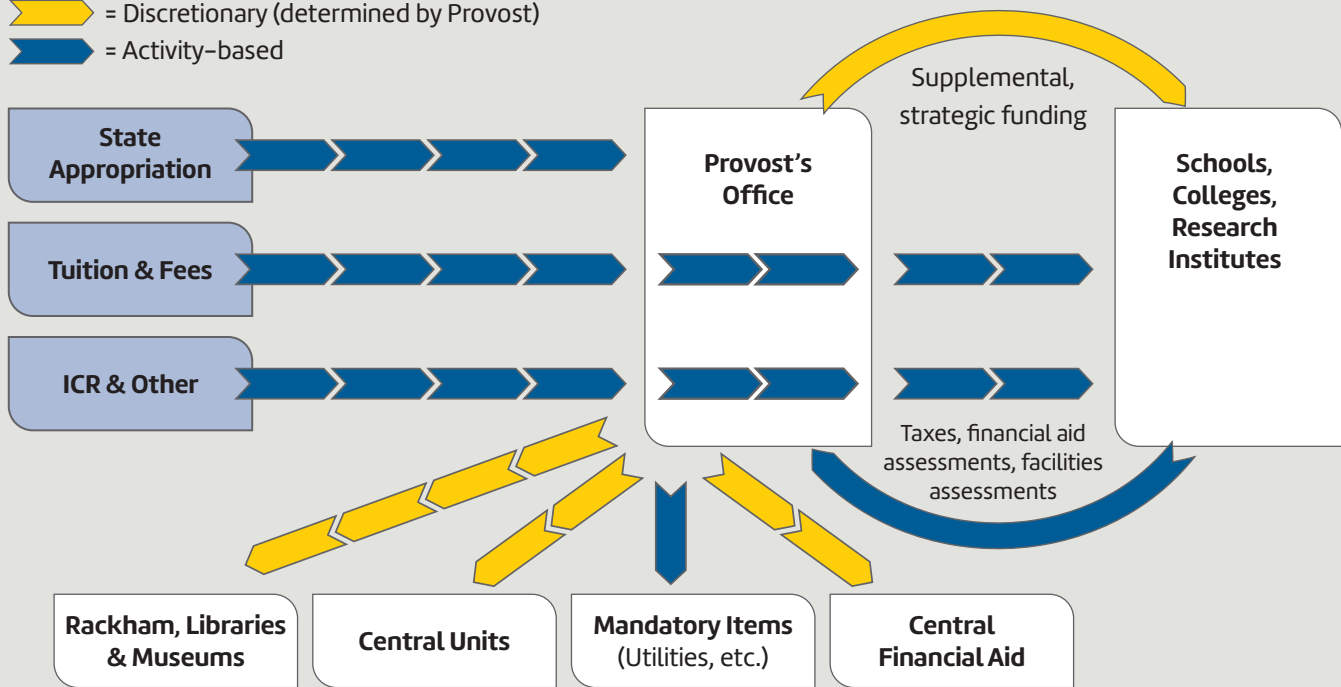 = Discretionary (determined by Provost)
= Activity-based
Supplemental,
strategic funding
State
Appropriation
Provost's
Office
Schools,
Colleges,
Research
Institutes
Tuition & Fees
ICR & Other
Taxes, financial aid
assessments, facilities
assessments
Rackham, Libraries
& Museums
Central Units
Mandatory Items
(Utilities, etc.)
Central
Financial Aid